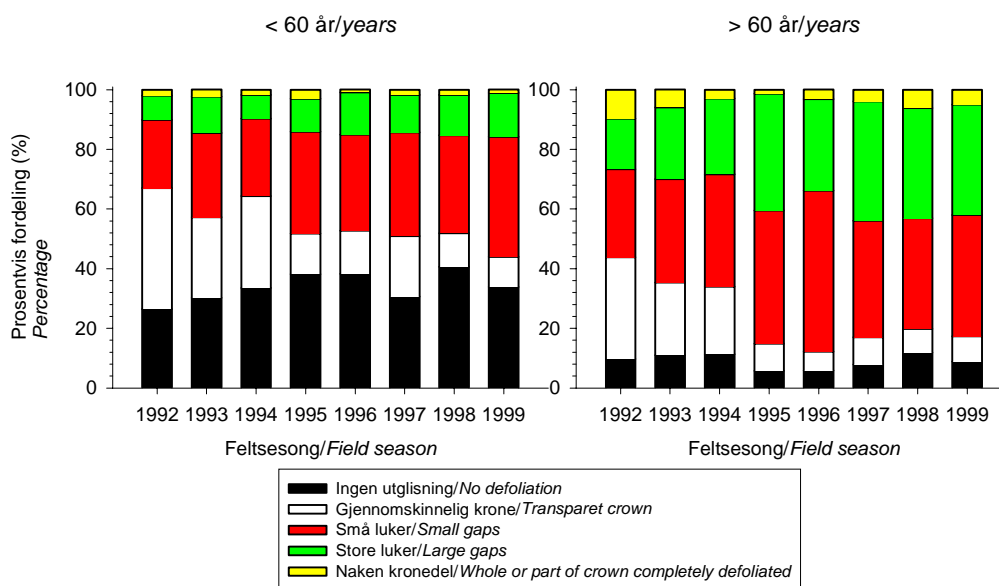 < 60 år/years
> 60 år/years
Prosentvis fordeling (%)
Percentage
100
80
60
40
20
0
1992 1993 1994 1995 1996 1997 1998 1999
Feltsesong/Field season
100
80
60
40
20
0
1992 1993 1994 1995 1996 1997 1998 1999
Feltsesong/Field season
Ingen utglisning/No defoliation
Gjennomskinnelig krone/Transparet crown
Små luker/Small gaps
Store luker/Large gaps
Naken kronedel/Whole or part of crown completely defoliated